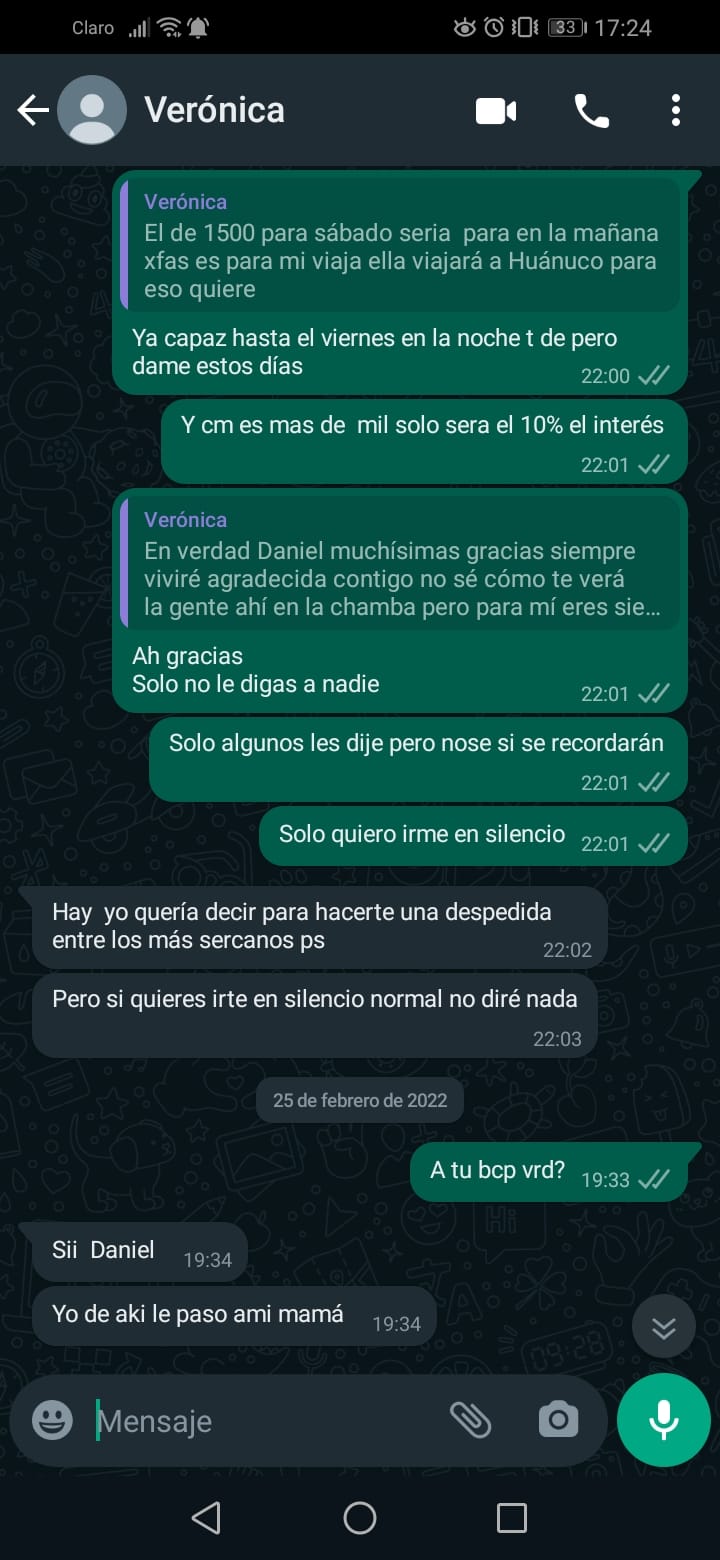 Claro 33 17:24
Verónica
Verónica
El de 1500 para sábado seria  para en la mañana
xfas es para mi viaja ella viajará a Huánuco para
eso quiere
Ya capaz hasta el viernes en la noche t de pero
dame estos días
22:00
Y cm es mas de  mil solo sera el 10% el interés
22:01
Verónica
En verdad Daniel muchísimas gracias siempre
viviré agradecida contigo no sé cómo te verá
la gente ahí en la chamba pero para mí eres sie...
Ah gracias
Solo no le digas a nadie
22:01
Solo algunos les dije pero nose si se recordarán
22:01
Solo quiero irme en silencio 22:01
Hay  yo quería decir para hacerte una despedida
entre los más sercanos ps
22:02
Pero si quieres irte en silencio normal no diré nada
22:03
25 de febrero de 2022
A tu bcp vrd? 19:33
Sii  Daniel 19:34
Yo de aki le paso ami mamá 19:34
Mensaje